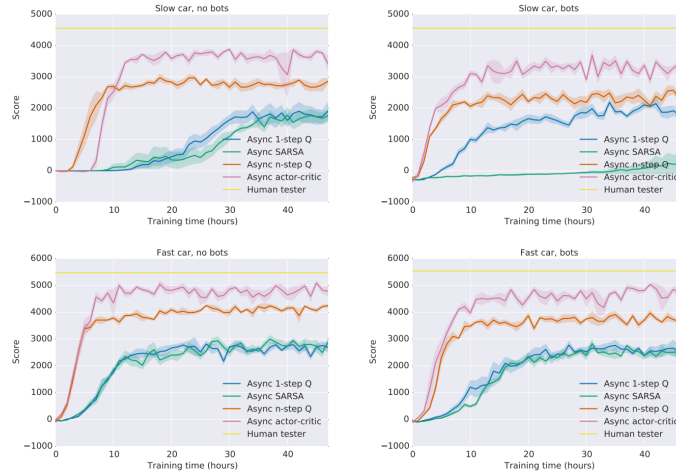 Slow car, no bots
5000
4000
3000
2000
1000
0
−1000
Score
0 10 20 30 40
Training time (hours)
Async 1-step Q
Async SARSA
Async n-step Q
Async actor-critic
Human tester
Slow car, bots
5000
4000
3000
2000
1000
0
−1000
Score
0 10 20 30 40
Training time (hours)
Async 1-step Q
Async SARSA
Async n-step Q
Async actor-critic
Human tester
Fast car, no bots
6000
5000
4000
3000
2000
1000
0
−1000
Score
0 10 20 30 40
Training time (hours)
Async 1-step Q
Async SARSA
Async n-step Q
Async actor-critic
Human tester
Fast car, bots
6000
5000
4000
3000
2000
1000
0
−1000
Score
0 10 20 30 40
Training time (hours)
Async 1-step Q
Async SARSA
Async n-step Q
Async actor-critic
Human tester